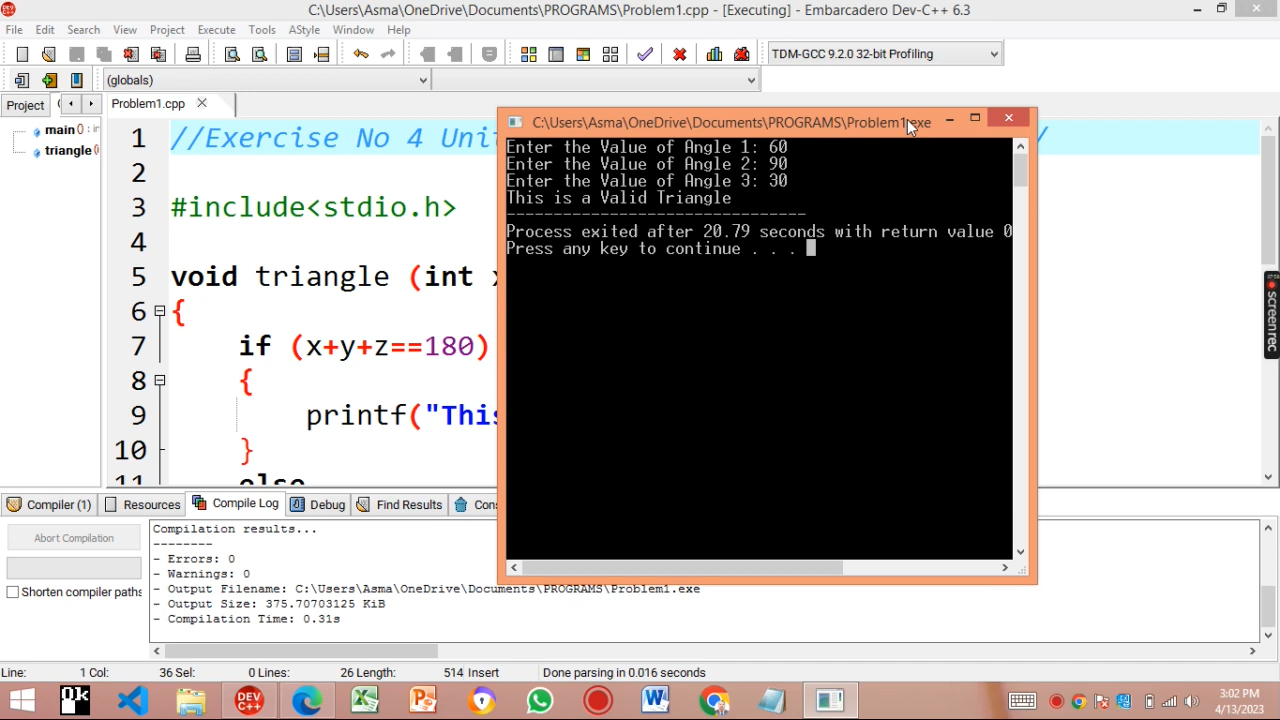 C:\Users\Asma\OneDrive\Documents\PROGRAMS\Problem1.cpp - [Executing] - Embarcadero Dev-C++ 6.3
File Edit Search View Project Execute Tools AStyle Window Help
TDM-GCC 9.2.0 32-bit Profiling
(globals)
Project
Problem1.cpp
main() : in
triangle(
1 //Exercise No 4 Unit
2
3 #include<stdio.h>
4
5 void triangle (int x
6 {
7 if (x+y+z==180)
8 {
9 printf("This
10 }
11 else
C:\Users\Asma\OneDrive\Documents\PROGRAMS\Problem1.exe
Enter the Value of Angle 1: 60
Enter the Value of Angle 2: 90
Enter the Value of Angle 3: 30
This is a Valid Triangle
--------------------------------
Process exited after 20.79 seconds with return value 0
Press any key to continue . . .
screenrec
Compiler (1) Resources Compile Log Debug Find Results Cons
Abort Compilation
Shorten compiler paths
Compilation results...
--------
- Errors: 0
- Warnings: 0
- Output Filename: C:\Users\Asma\OneDrive\Documents\PROGRAMS\Problem1.exe
- Output Size: 375.70703125 KiB
- Compilation Time: 0.31s
Line: 1 Col: 36 Sel: 0 Lines: 26 Length: 514 Insert Done parsing in 0.016 seconds
Ok
DEV C++
3:02 PM
4/13/2023